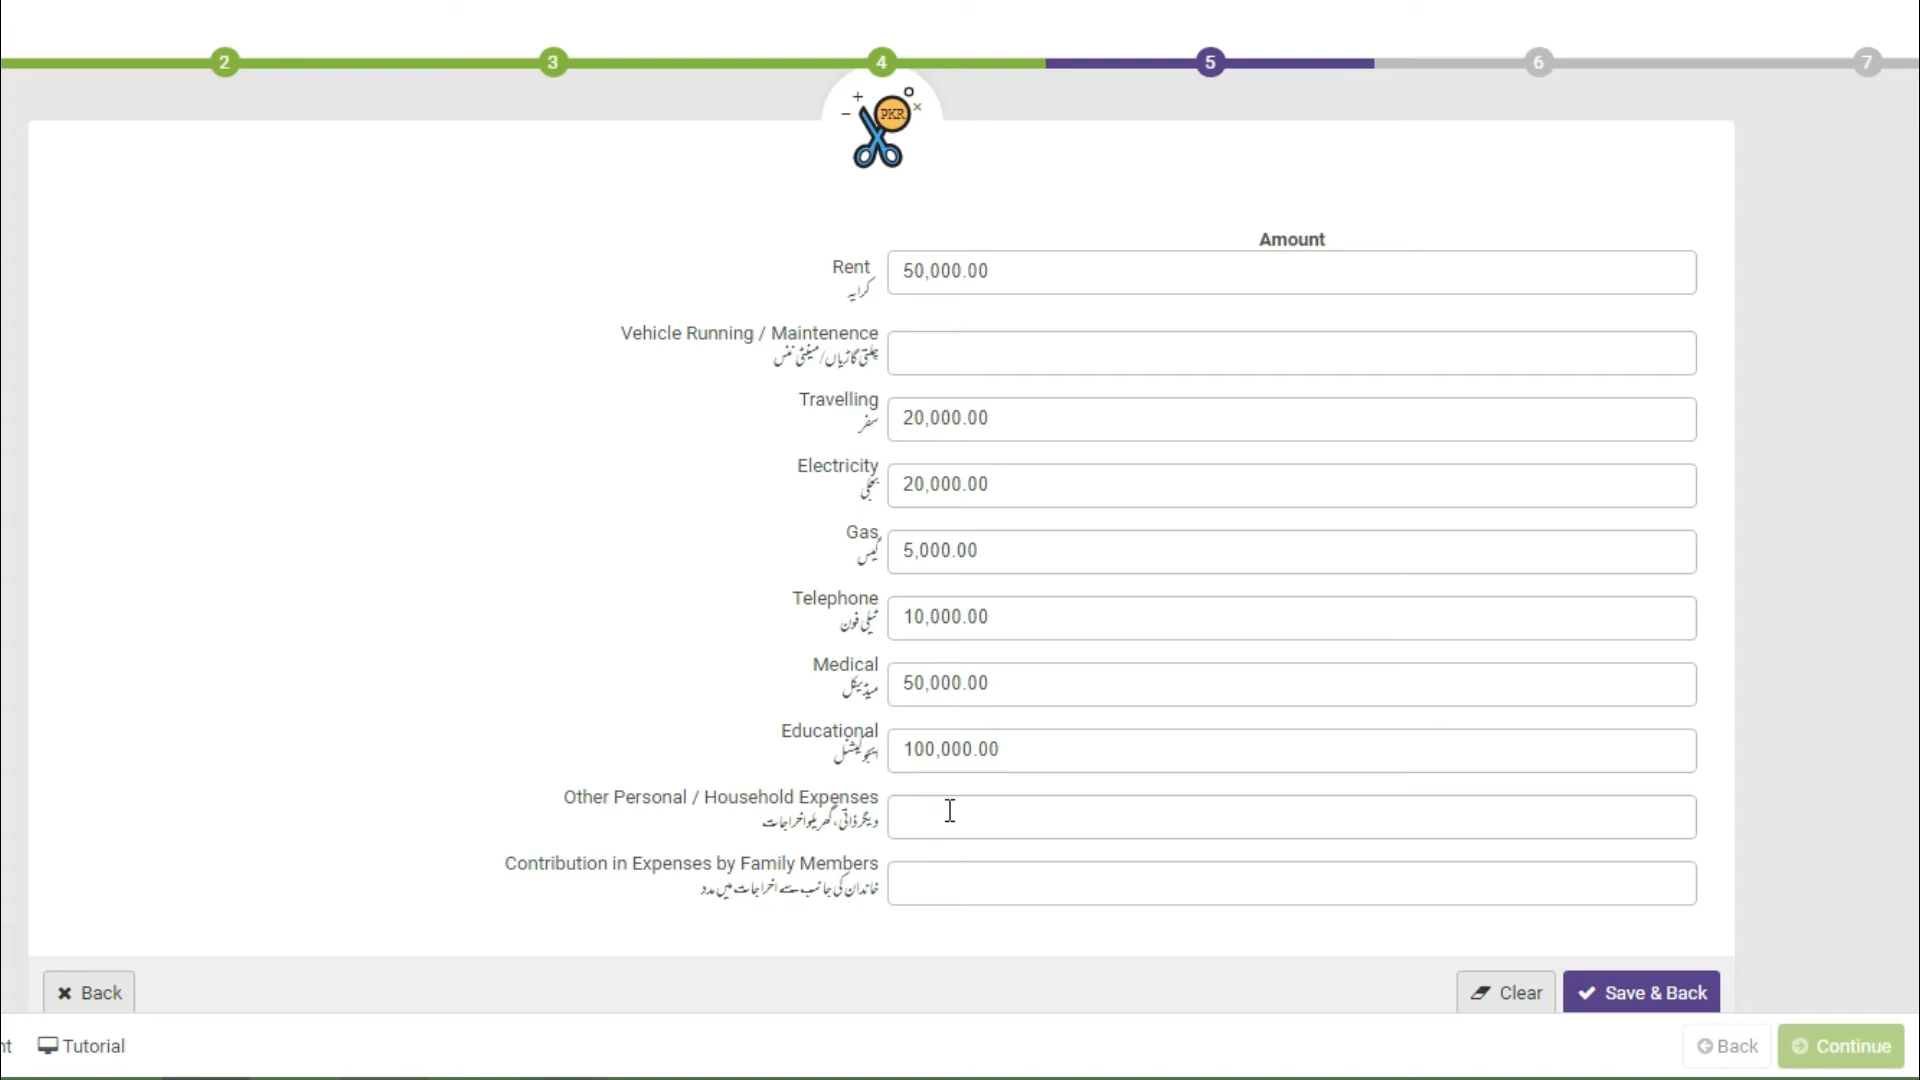 2 3 4 5 6 7
PKR
Amount
Rent 50,000.00
کرایہ
Vehicle Running / Maintenence
چلتی گاڑیاں/مینٹی ننس
Travelling 20,000.00
سفر
Electricity 20,000.00
بجلی
Gas 5,000.00
گیس
Telephone 10,000.00
ٹیلی فون
Medical 50,000.00
میڈیکل
Educational 100,000.00
ایجوکیشنل
Other Personal / Household Expenses
دیگر ذاتی، گھریلو اخراجات
Contribution in Expenses by Family Members
خاندان کی جانب سے اخراجات میں مدد
Back Clear Save & Back
nt Tutorial Back Continue